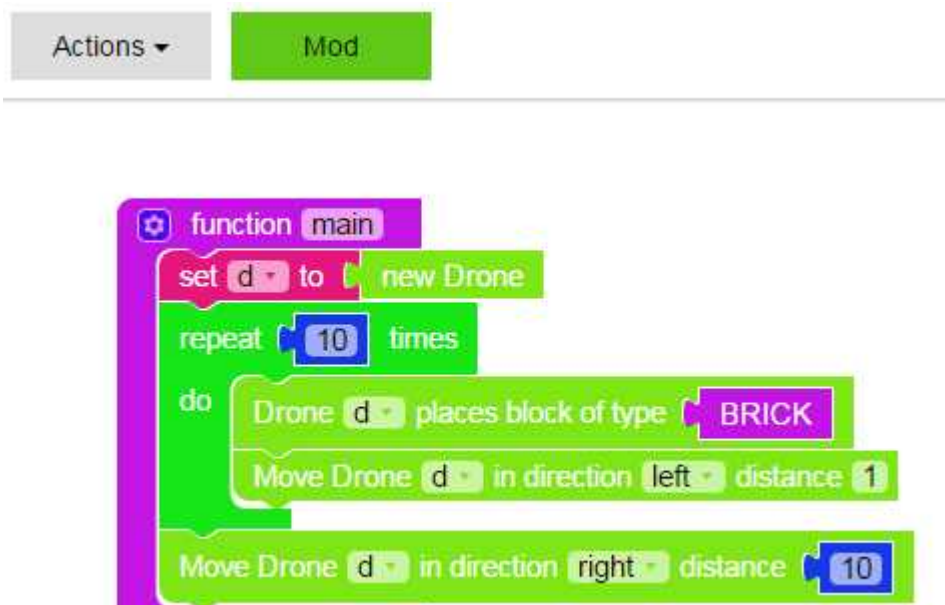 Actions Mod
function main
set d to new Drone
repeat 10 times
do Drone d places block of type BRICK
Move Drone d in direction left distance 1
Move Drone d in direction right distance 10